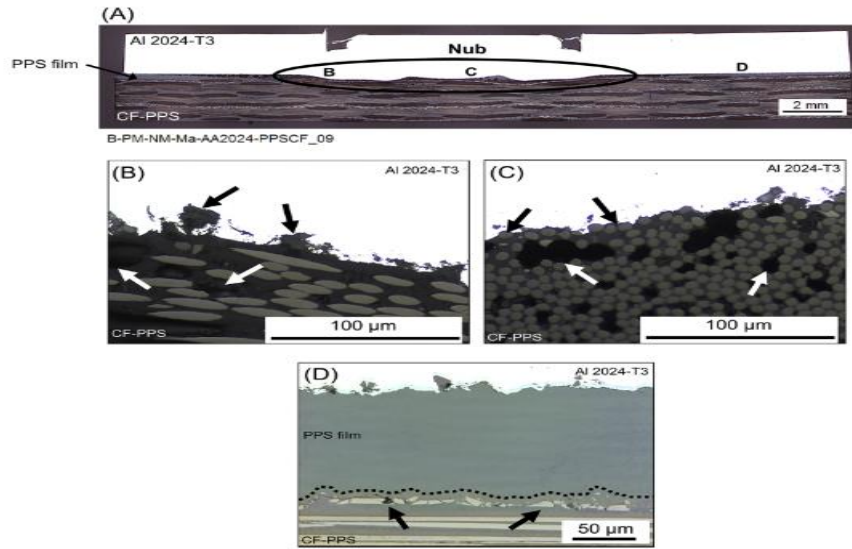 (A)
Al 2024-T3
Nub
PPS film
B
C
D
2 mm
CF-PPS
B-PM-NM-Ma-AA2024-PPSCF_09
(B)
Al 2024-T3
CF-PPS
100 µm
(C)
Al 2024-T3
CF-PPS
100 µm
(D)
Al 2024-T3
PPS film
CF-PPS
50 µm